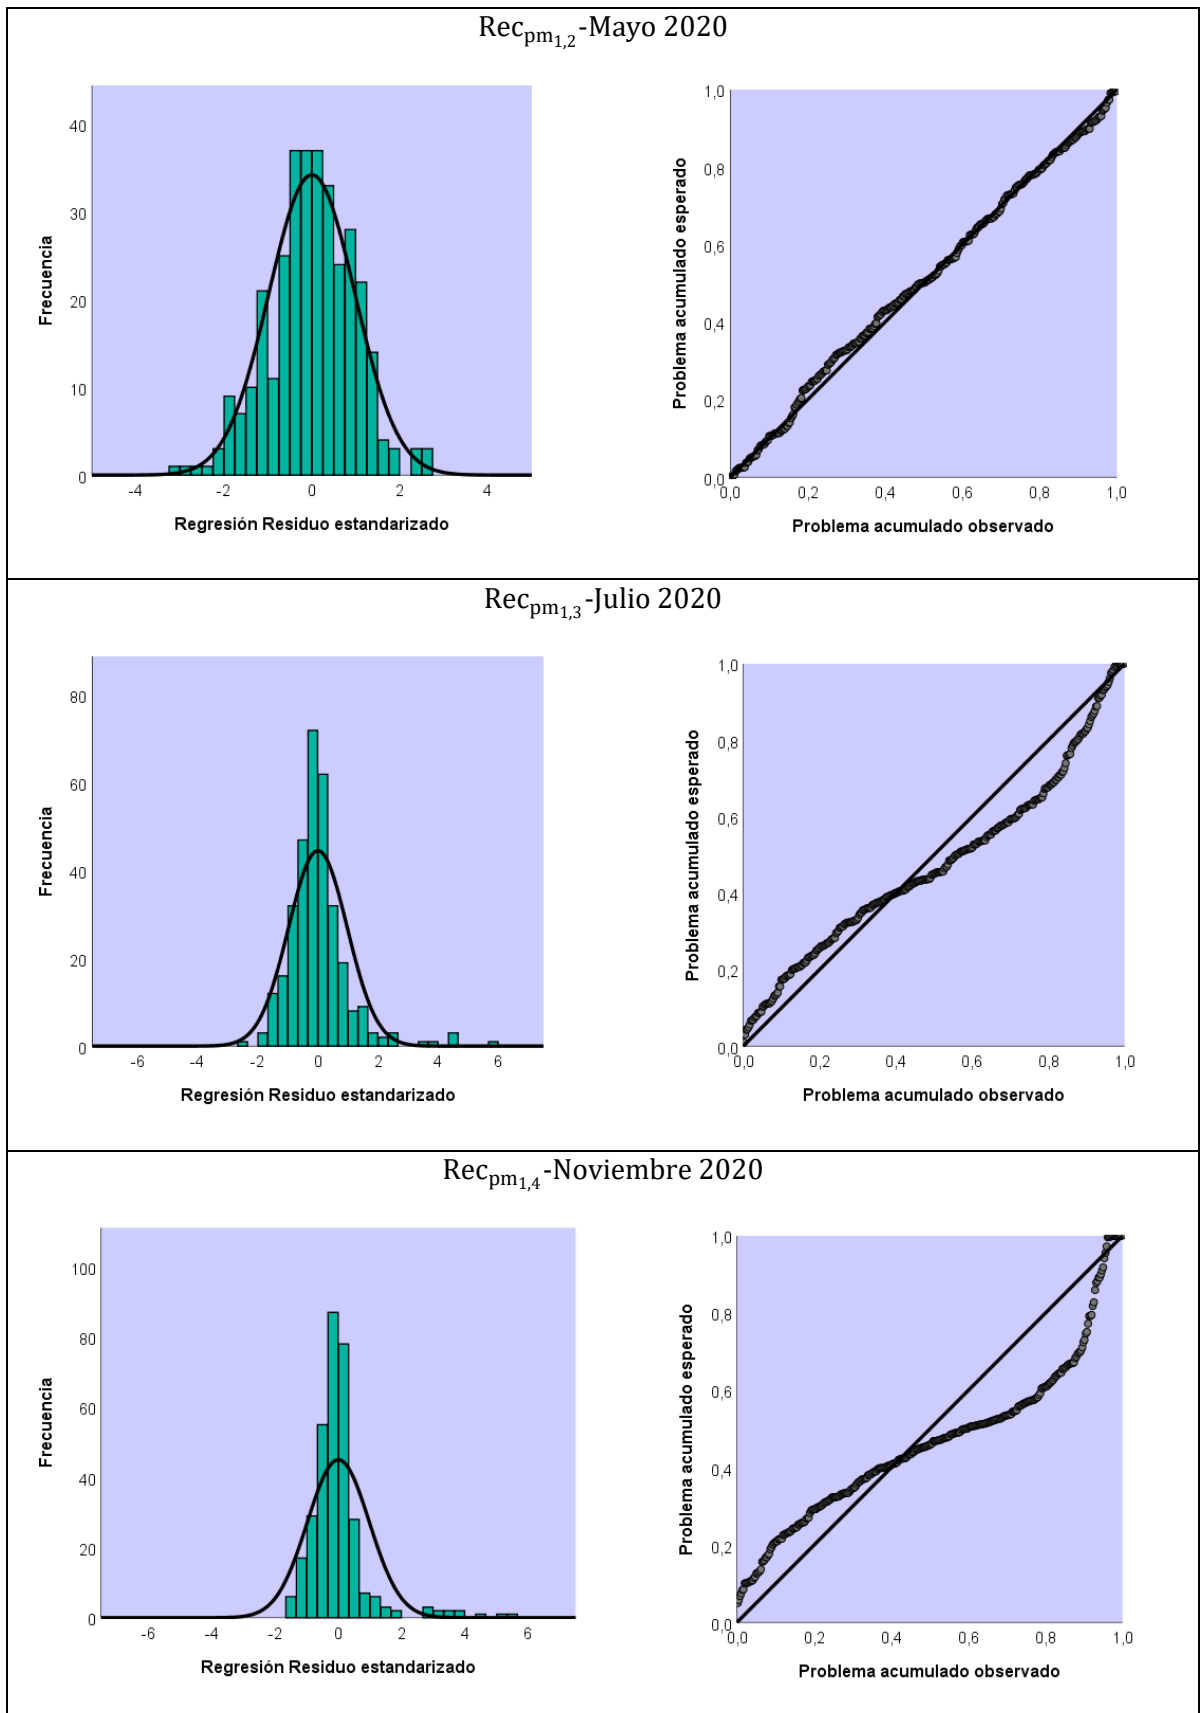 Rec_pm_1,2-Mayo 2020
40
30
20
10
0
-4 -2 0 2 4
Frecuencia
Regresión Residuo estandarizado
1,0
0,8
0,6
0,4
0,2
0,0
0,0 0,2 0,4 0,6 0,8 1,0
Problema acumulado esperado
Problema acumulado observado
Rec_pm_1,3-Julio 2020
80
60
40
20
0
-6 -4 -2 0 2 4 6
Frecuencia
Regresión Residuo estandarizado
1,0
0,8
0,6
0,4
0,2
0,0
0,0 0,2 0,4 0,6 0,8 1,0
Problema acumulado esperado
Problema acumulado observado
Rec_pm_1,4-Noviembre 2020
100
80
60
40
20
0
-6 -4 -2 0 2 4 6
Frecuencia
Regresión Residuo estandarizado
1,0
0,8
0,6
0,4
0,2
0,0
0,0 0,2 0,4 0,6 0,8 1,0
Problema acumulado esperado
Problema acumulado observado